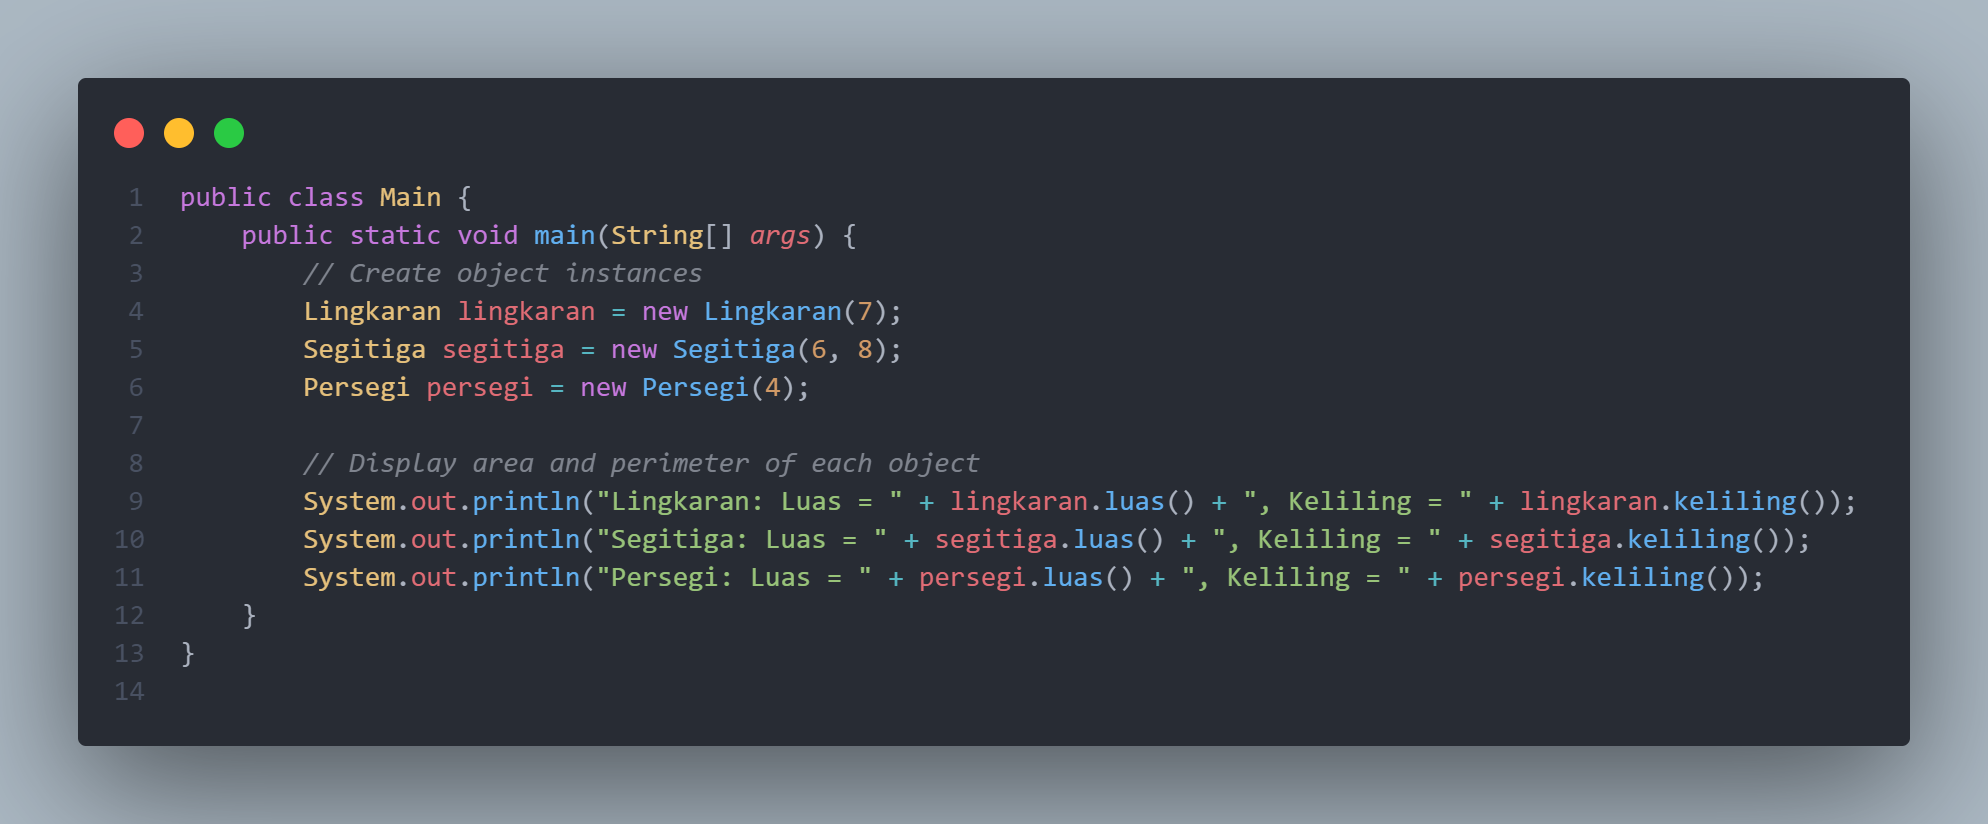 1 public class Main {
2     public static void main(String[] args) {
3         // Create object instances
4         Lingkaran lingkaran = new Lingkaran(7);
5         Segitiga segitiga = new Segitiga(6, 8);
6         Persegi persegi = new Persegi(4);
7
8         // Display area and perimeter of each object
9         System.out.println("Lingkaran: Luas = " + lingkaran.luas() + ", Keliling = " + lingkaran.keliling());
10         System.out.println("Segitiga: Luas = " + segitiga.luas() + ", Keliling = " + segitiga.keliling());
11         System.out.println("Persegi: Luas = " + persegi.luas() + ", Keliling = " + persegi.keliling());
12     }
13 }
14